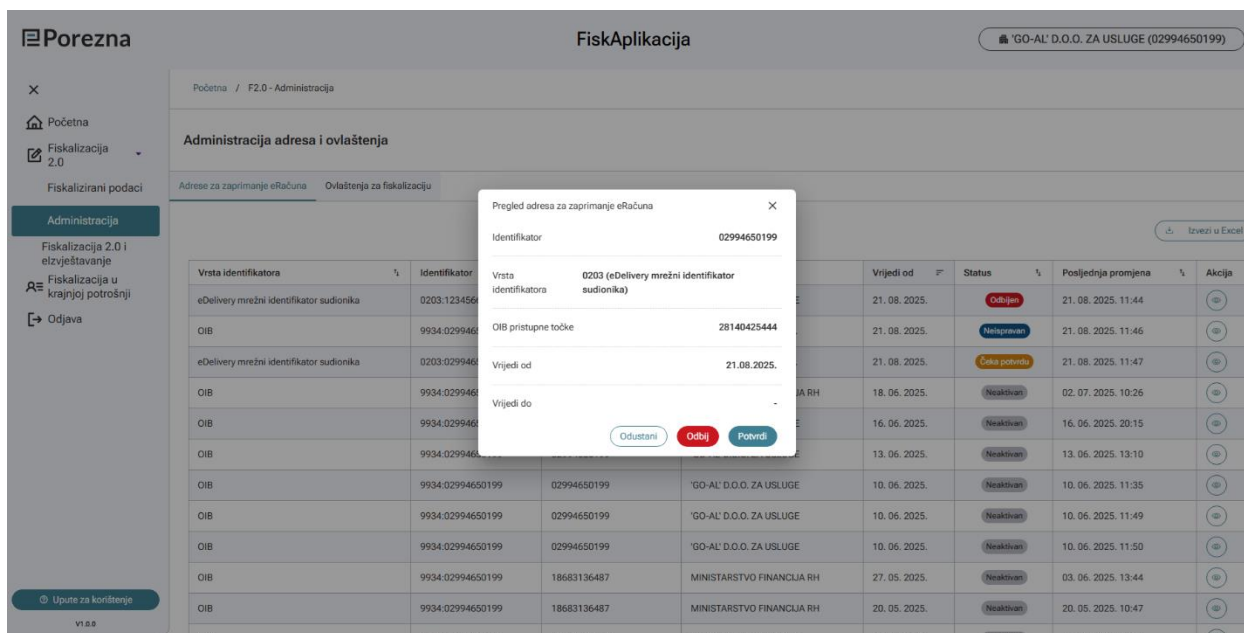 Porezna
FiskAplikacija
'GO-AL' D.O.O. ZA USLUGE (02994650199)
Početna / F2.0 - Administracija
Početna
Fiskalizacija
2.0
Fiskalizirani podaci
Administracija
Fiskalizacija 2.0 i
eIzvještavanje
Fiskalizacija u
krajnjoj potrošnji
Odjava
Upute za korištenje
V1.0.0
Administracija adresa i ovlaštenja
Adrese za zaprimanje eRačuna Ovlaštenja za fiskalizaciju
Izvezi u Excel
Pregled adresa za zaprimanje eRačuna
Identifikator 02994650199
Vrsta identifikatora 0203 (eDelivery mrežni identifikator
sudionika)
OIB pristupne točke 28140425444
Vrijedi od 21.08.2025.
Vrijedi do -
Odustani Odbij Potvrdi
Vrsta identifikatora Identifikator Vrijedi od Status Posljednja promjena Akcija
eDelivery mrežni identifikator sudionika 21. 08. 2025. Odbijen 21. 08. 2025. 11:44
OIB 21. 08. 2025. Neispravan 21. 08. 2025. 11:46
eDelivery mrežni identifikator sudionika 21. 08. 2025. Čeka potvrdu 21. 08. 2025. 11:47
OIB JA RH 18. 06. 2025. Neaktivan 02. 07. 2025. 10:26
OIB 16. 06. 2025. Neaktivan 16. 06. 2025. 20:15
OIB 13. 06. 2025. Neaktivan 13. 06. 2025. 13:10
OIB 9934:02994650199 02994650199 'GO-AL' D.O.O. ZA USLUGE 10. 06. 2025. Neaktivan 10. 06. 2025. 11:35
OIB 9934:02994650199 02994650199 'GO-AL' D.O.O. ZA USLUGE 10. 06. 2025. Neaktivan 10. 06. 2025. 11:49
OIB 9934:02994650199 02994650199 'GO-AL' D.O.O. ZA USLUGE 10. 06. 2025. Neaktivan 10. 06. 2025. 11:50
OIB 9934:02994650199 18683136487 MINISTARSTVO FINANCIJA RH 27. 05. 2025. Neaktivan 03. 06. 2025. 13:44
OIB 9934:02994650199 18683136487 MINISTARSTVO FINANCIJA RH 20. 05. 2025. Neaktivan 20. 05. 2025. 10:47